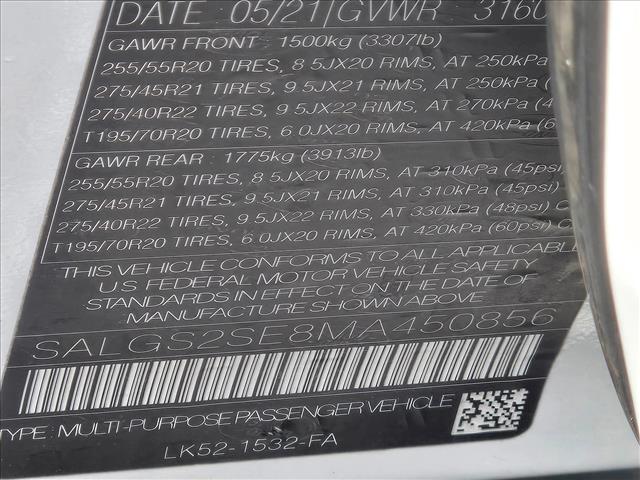 DATE 05/21/GVWR 3160
GAWR FRONT : 1500kg (3307lb)
255/55R20 TIRES, 8.5JX20 RIMS, AT 250kPa
275/45R21 TIRES, 9.5JX21 RIMS, AT 250kPa (
275/40R22 TIRES, 9.5JX22 RIMS, AT 270kPa (4
T195/70R20 TIRES, 6.0JX20 RIMS, AT 420kPa (6
GAWR REAR : 1775kg (3913lb)
255/55R20 TIRES, 8.5JX20 RIMS, AT 310kPa (45psi)
275/45R21 TIRES, 9.5JX21 RIMS, AT 310kPa (45psi)
275/40R22 TIRES, 9.5JX22 RIMS, AT 330kPa (48psi) C
T195/70R20 TIRES, 6.0JX20 RIMS, AT 420kPa (60psi) C
THIS VEHICLE CONFORMS TO ALL APPLICABLE
U.S. FEDERAL MOTOR VEHICLE SAFETY
STANDARDS IN EFFECT ON THE DATE OF
MANUFACTURE SHOWN ABOVE
SALGS2SE8MA450856
TYPE: MULTI-PURPOSE PASSENGER VEHICLE
LK52-1532-FA